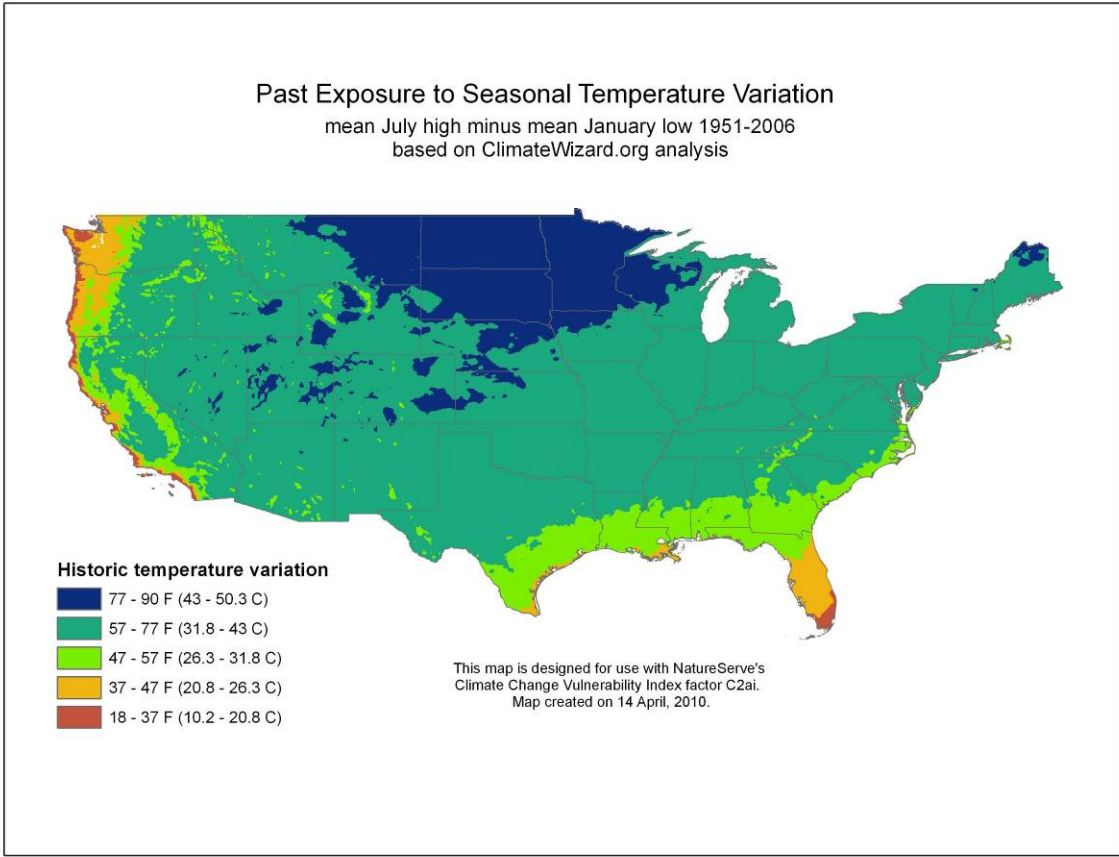 Past Exposure to Seasonal Temperature Variation
mean July high minus mean January low 1951-2006
based on ClimateWizard.org analysis
Historic temperature variation
77 - 90 F (43 - 50.3 C)
57 - 77 F (31.8 - 43 C)
47 - 57 F (26.3 - 31.8 C)
37 - 47 F (20.8 - 26.3 C)
18 - 37 F (10.2 - 20.8 C)
This map is designed for use with NatureServe's
Climate Change Vulnerability Index factor C2ai.
Map created on 14 April, 2010.